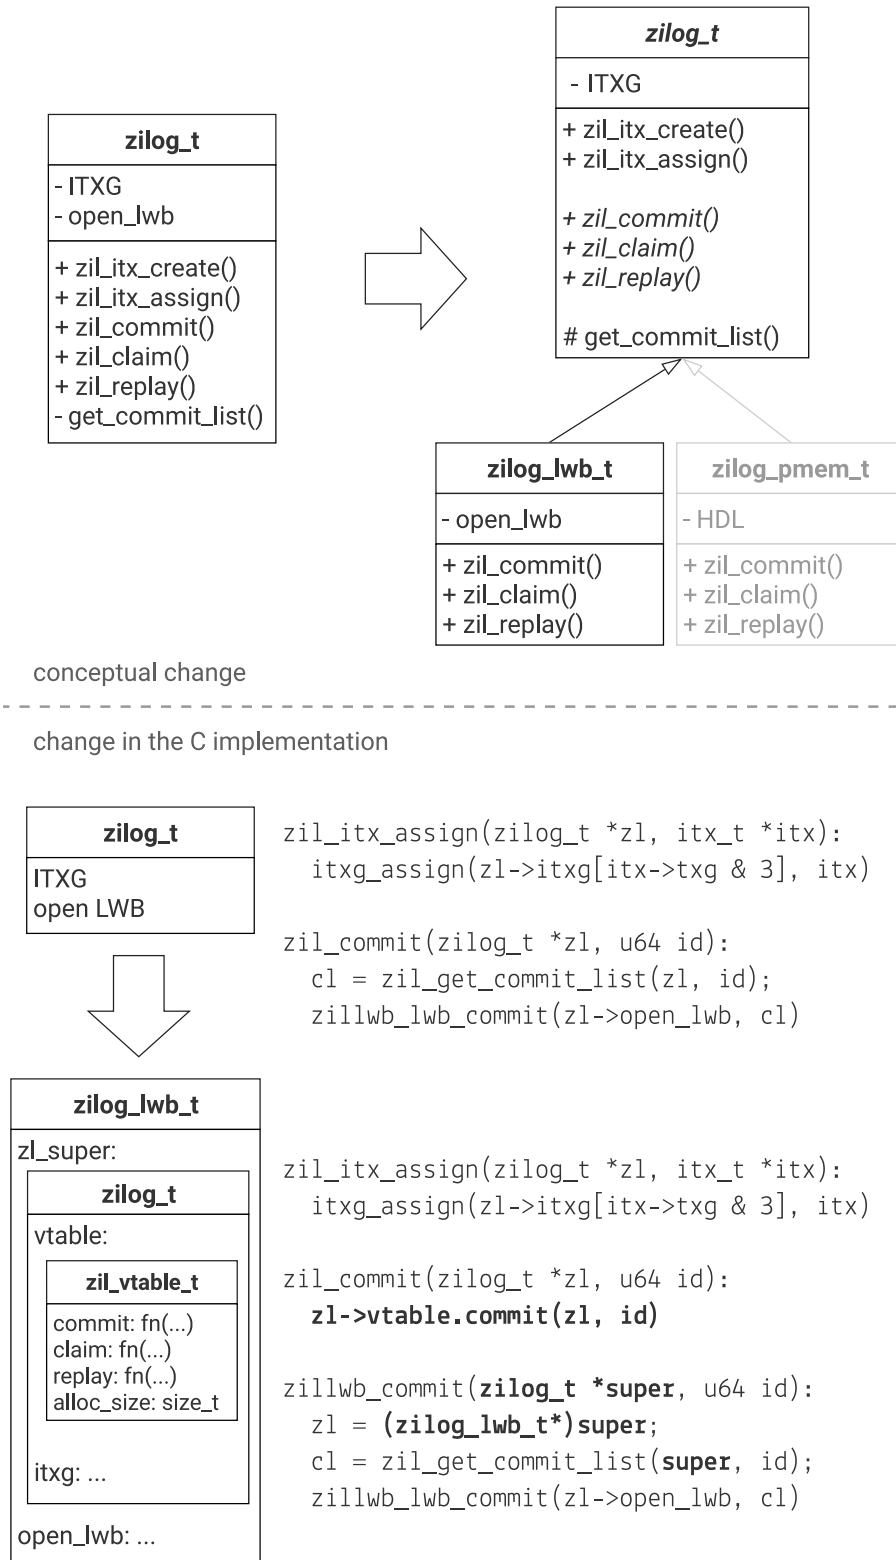 zilog_t
- ITXG
- open_lwb
+ zil_itx_create()
+ zil_itx_assign()
+ zil_commit()
+ zil_claim()
+ zil_replay()
- get_commit_list()
zilog_t
- ITXG
+ zil_itx_create()
+ zil_itx_assign()
+ zil_commit()
+ zil_claim()
+ zil_replay()
# get_commit_list()
zilog_lwb_t
- open_lwb
+ zil_commit()
+ zil_claim()
+ zil_replay()
zilog_pmem_t
- HDL
+ zil_commit()
+ zil_claim()
+ zil_replay()
conceptual change
change in the C implementation
zilog_t
ITXG
open LWB
zil_itx_assign(zilog_t *zl, itx_t *itx):
itxg_assign(zl->itxg[itx->txg & 3], itx)
zil_commit(zilog_t *zl, u64 id):
cl = zil_get_commit_list(zl, id);
zillwb_lwb_commit(zl->open_lwb, cl)
zilog_lwb_t
zl_super:
zilog_t
vtable:
zil_vtable_t
commit: fn(...)
claim: fn(...)
replay: fn(...)
alloc_size: size_t
itxg: ...
open_lwb: ...
zil_itx_assign(zilog_t *zl, itx_t *itx):
itxg_assign(zl->itxg[itx->txg & 3], itx)
zil_commit(zilog_t *zl, u64 id):
zl->vtable.commit(zl, id)
zillwb_commit(zilog_t *super, u64 id):
zl = (zilog_lwb_t*)super;
cl = zil_get_commit_list(super, id);
zillwb_lwb_commit(zl->open_lwb, cl)